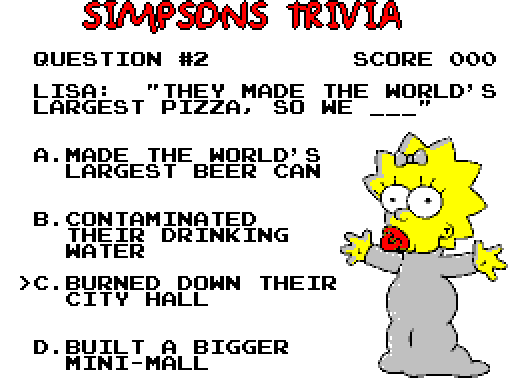 SIMPSONS TRIVIA
QUESTION #2 SCORE 000
LISA: "THEY MADE THE WORLD'S
LARGEST PIZZA, SO WE ___"
A.MADE THE WORLD'S
LARGEST BEER CAN
B.CONTAMINATED
THEIR DRINKING
WATER
>C.BURNED DOWN THEIR
CITY HALL
D.BUILT A BIGGER
MINI-MALL